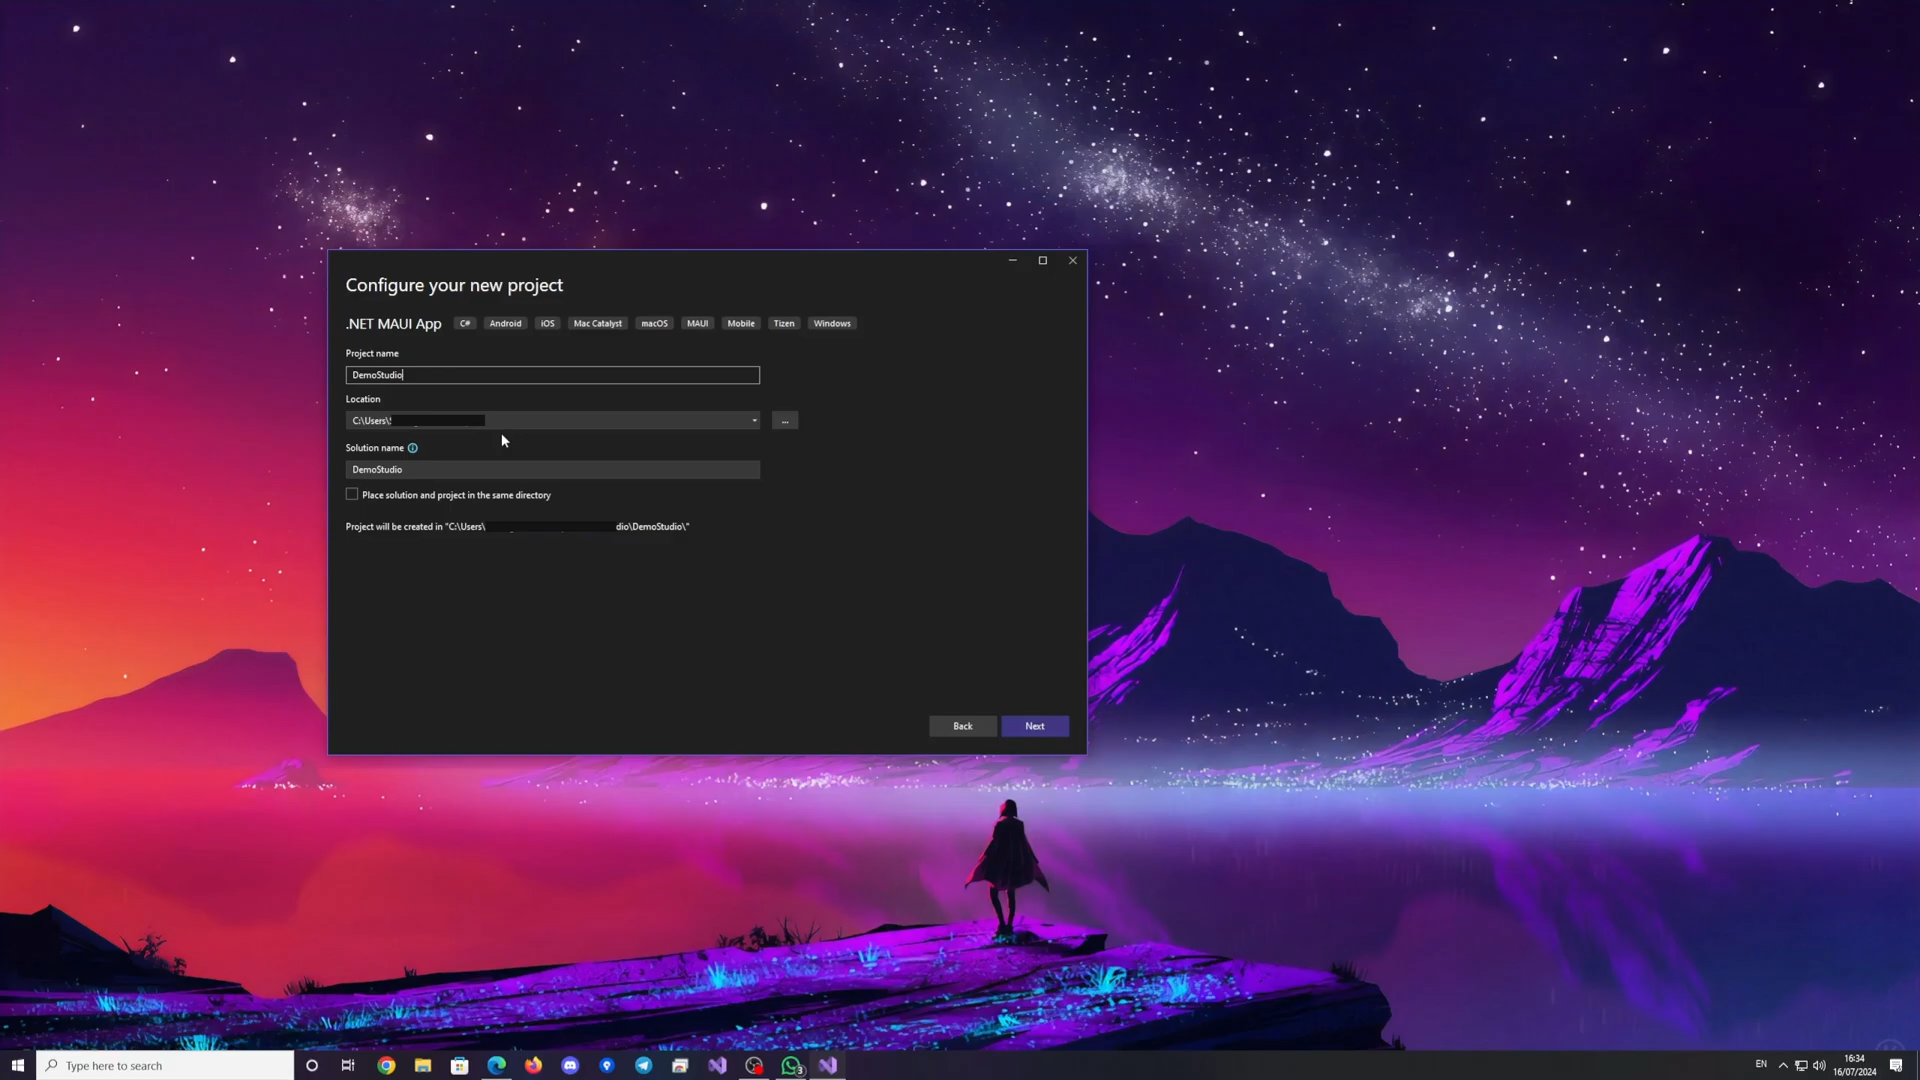 Configure your new project
.NET MAUI App C# Android iOS Mac Catalyst macOS MAUI Mobile Tizen Windows
Project name
DemoStudio
Location
C:\Users\
...
Solution name
DemoStudio
Place solution and project in the same directory
Project will be created in "C:\Users\ dio\DemoStudio\"
Back Next
Type here to search
3
EN
16:34
16/07/2024